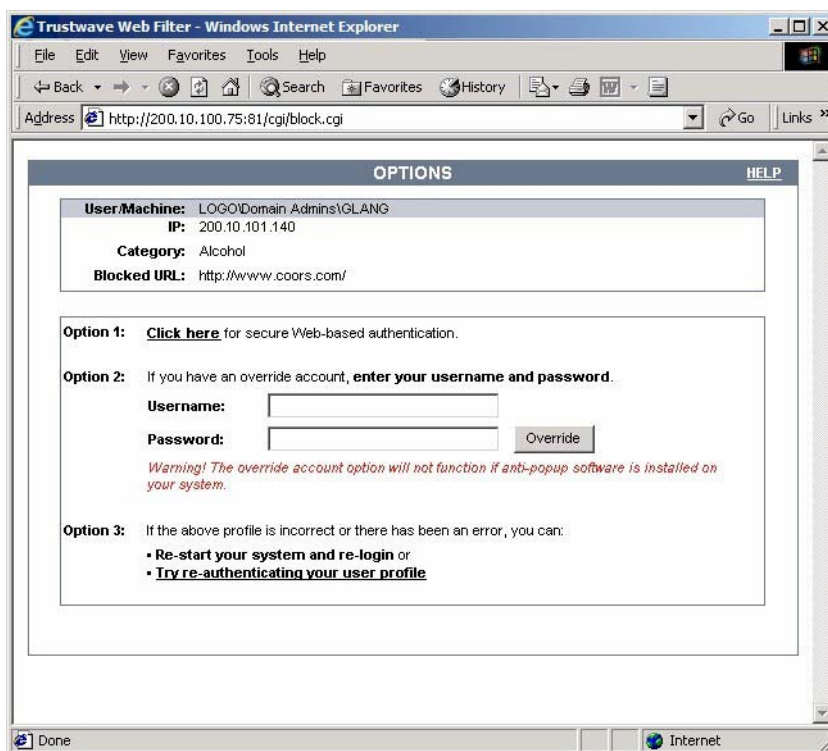 Trustwave Web Filter - Windows Internet Explorer
File Edit View Favorites Tools Help
Back Search Favorites History Go Links »
Address http://200.10.100.75:81/cgi/block.cgi
OPTIONS HELP
User/Machine: LOGO\Domain Admins\GLANG
IP: 200.10.101.140
Category: Alcohol
Blocked URL: http://www.coors.com/
Option 1: Click here for secure Web-based authentication.
Option 2: If you have an override account, enter your username and password.
Username:
Password: Override
Warning! The override account option will not function if anti-popup software is installed on
your system.
Option 3: If the above profile is incorrect or there has been an error, you can:
▪ Re-start your system and re-login or
▪ Try re-authenticating your user profile
Done Internet